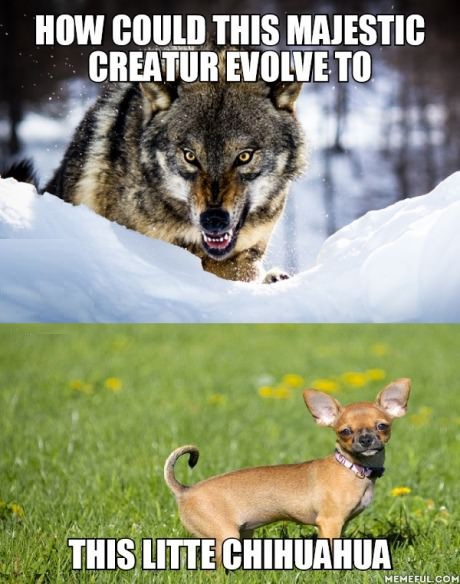 HOW COULD THIS MAJESTIC
CREATUR EVOLVE TO
THIS LITTE CHIHUAHUA
MEMEFUL.COM